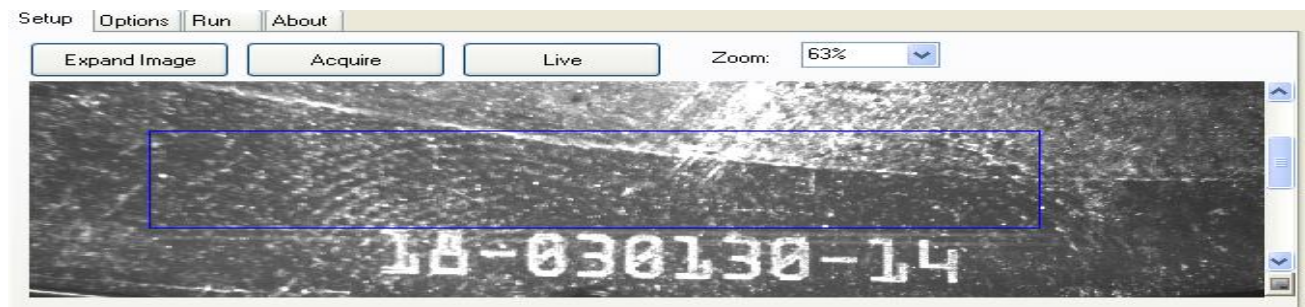 Setup Options Run About
Expand Image Acquire Live Zoom: 63%
18-030130-14